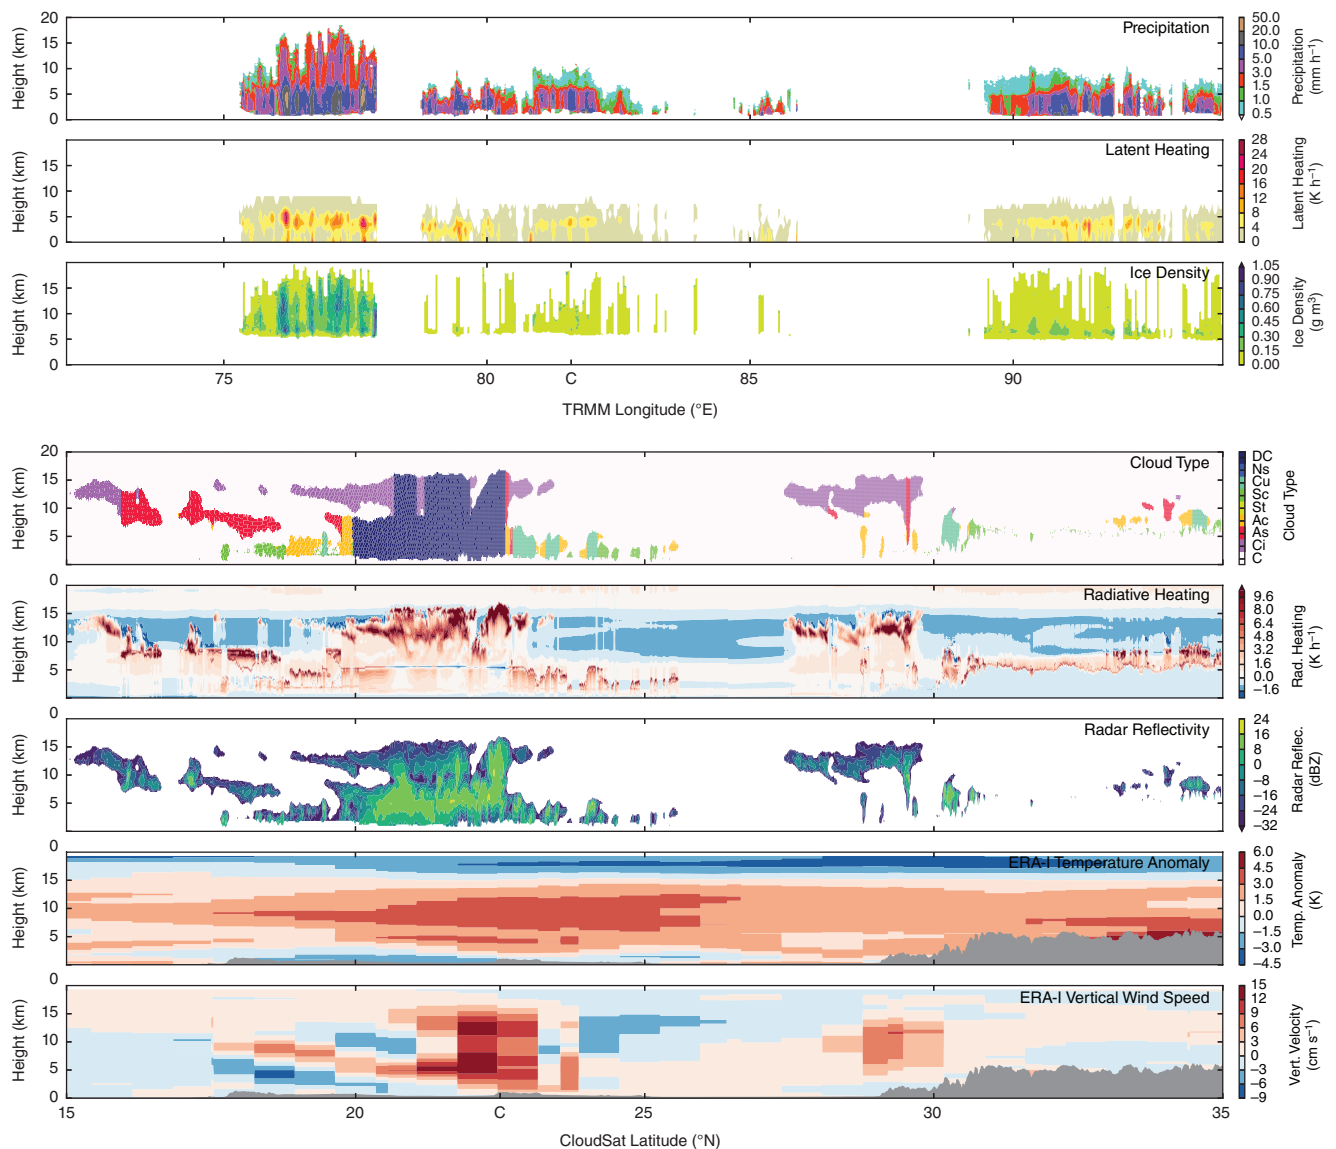 20
15
10
5
0
Height (km)
Precipitation
50.0
20.0
10.0
5.0
3.0
1.5
1.0
0.5
Precipitation
(mm h⁻¹)
15
10
5
0
Height (km)
Latent Heating
28
24
20
16
12
8
4
0
Latent Heating
(K h⁻¹)
15
10
5
0
Height (km)
Ice Density
1.05
0.90
0.75
0.60
0.45
0.30
0.15
0.00
Ice Density
(g m³)
75
80
C
85
90
TRMM Longitude (°E)
20
15
10
5
0
Height (km)
Cloud Type
DC
Ns
Cu
Sc
St
Ac
As
Ci
C
Cloud Type
15
10
5
0
Height (km)
Radiative Heating
9.6
8.0
6.4
4.8
3.2
1.6
0.0
−1.6
Rad. Heating
(K h⁻¹)
15
10
5
0
Height (km)
Radar Reflectivity
24
16
8
0
−8
−16
−24
−32
Radar Reflec.
(dBZ)
15
10
5
0
Height (km)
ERA-I Temperature Anomaly
6.0
4.5
3.0
1.5
0.0
−1.5
−3.0
−4.5
Temp. Anomaly
(K)
15
10
5
0
Height (km)
ERA-I Vertical Wind Speed
15
12
9
6
3
0
−3
−6
−9
Vert. Velocity
(cm s⁻¹)
15
20
C
25
30
35
CloudSat Latitude (°N)